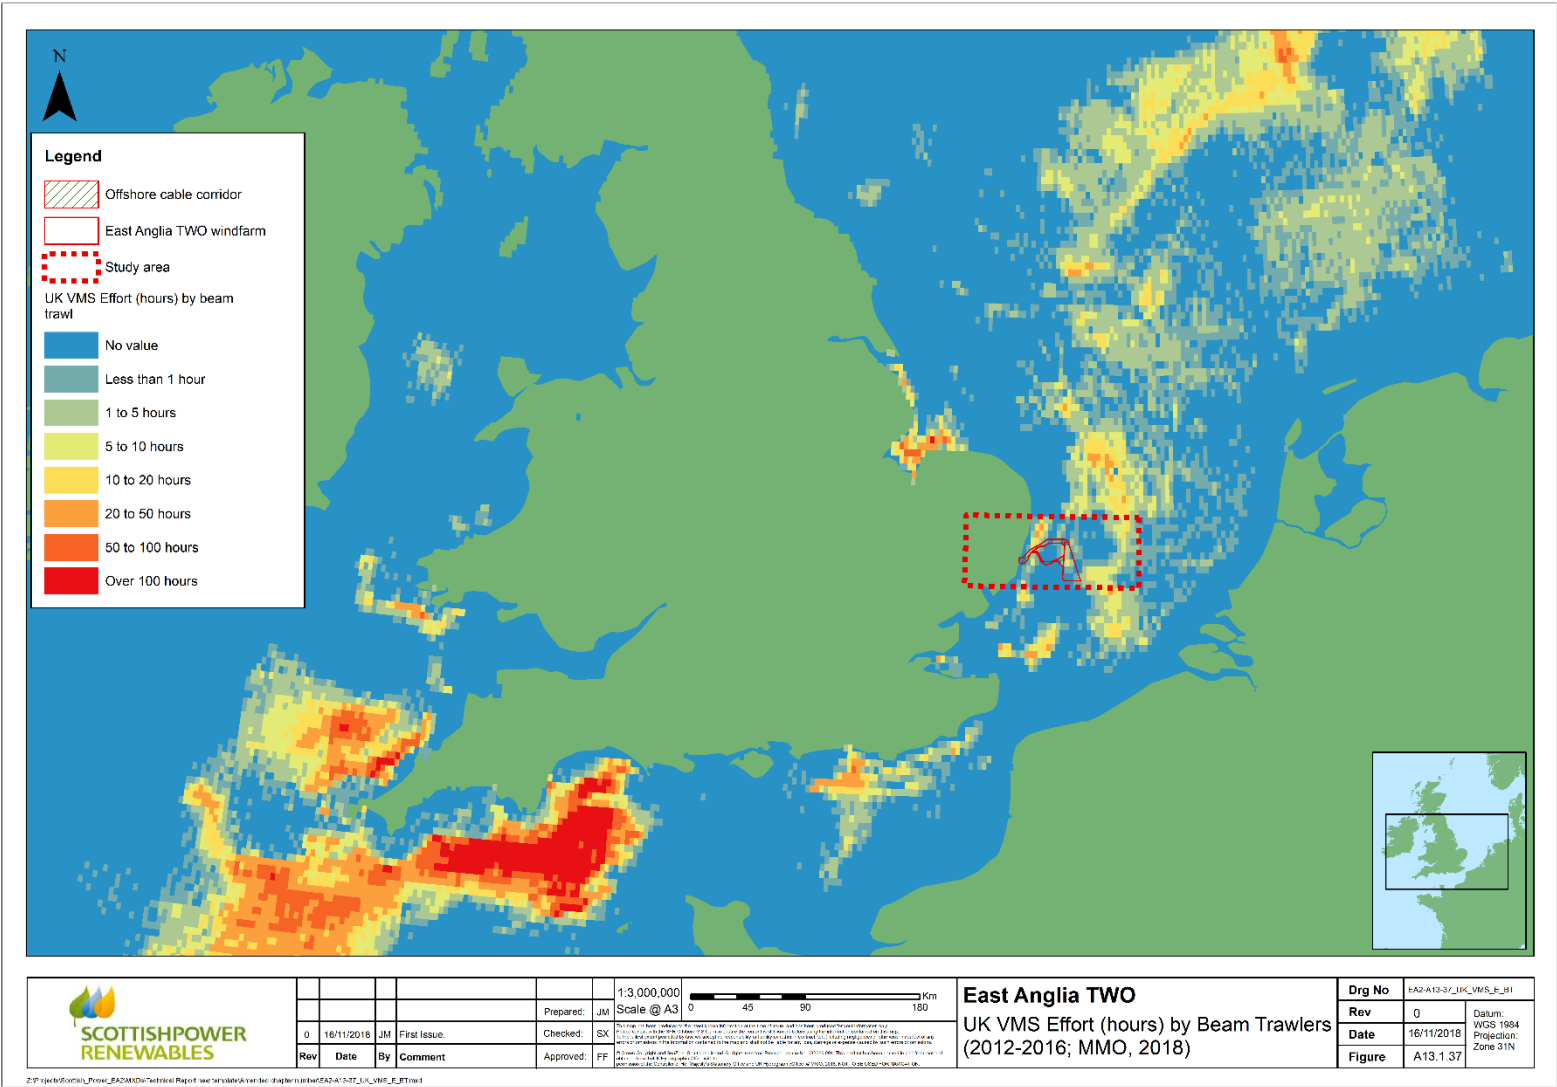 N
Legend
Offshore cable corridor
East Anglia TWO windfarm
Study area
UK VMS Effort (hours) by beam
trawl
No value
Less than 1 hour
1 to 5 hours
5 to 10 hours
10 to 20 hours
20 to 50 hours
50 to 100 hours
Over 100 hours
SCOTTISHPOWER
RENEWABLES
0 16/11/2018 JM First Issue.
Rev Date By Comment
Prepared: JM
Checked: SX
Approved: FF
1:3,000,000
Scale @ A3
0 45 90 180 Km
East Anglia TWO
UK VMS Effort (hours) by Beam Trawlers
(2012-2016; MMO, 2018)
Drg No EA2-A13-37_UK_VMS_E_BT
Rev 0
Date 16/11/2018
Figure A13.1.37
Datum:
WGS 1984
Projection:
Zone 31N